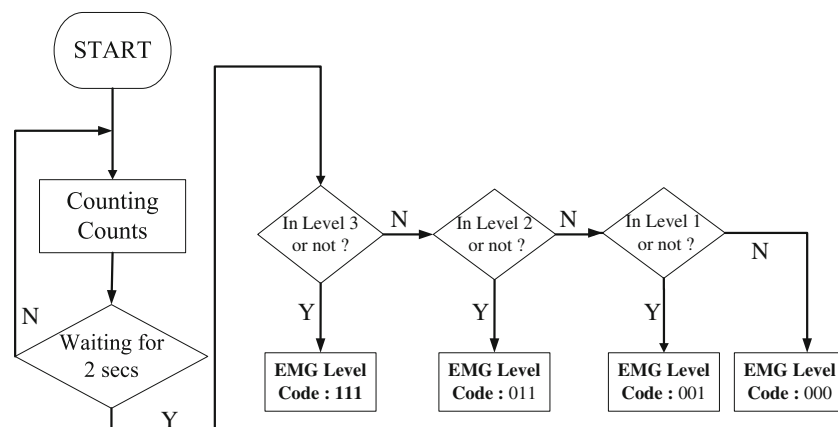 START
Counting
Counts
N
Waiting for
2 secs
Y
In Level 3
or not ?
N
In Level 2
or not ?
N
In Level 1
or not ?
N
Y
Y
Y
EMG Level
Code : 111
EMG Level
Code : 011
EMG Level
Code : 001
EMG Level
Code : 000